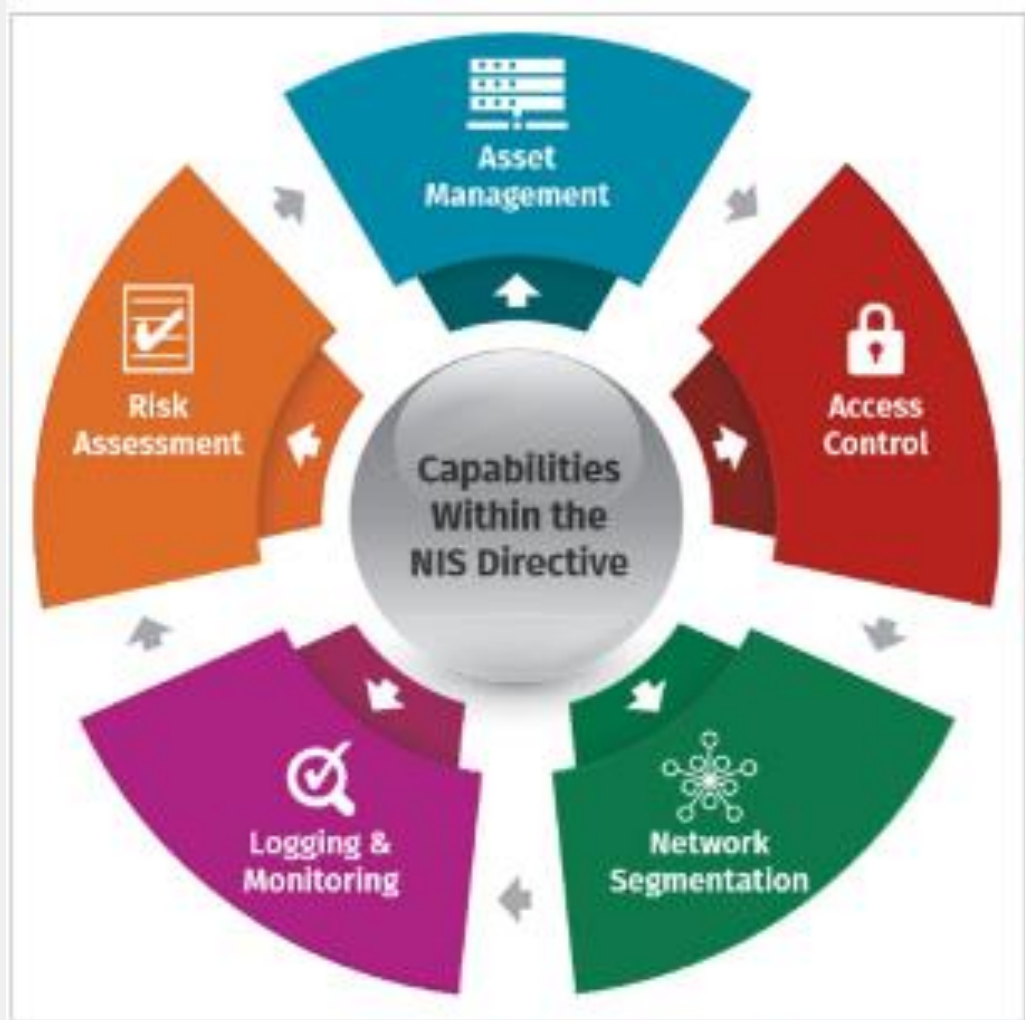 Asset
Management
Access
Control
Network
Segmentation
Logging &
Monitoring
Risk
Assessment
Capabilities
Within the
NIS Directive